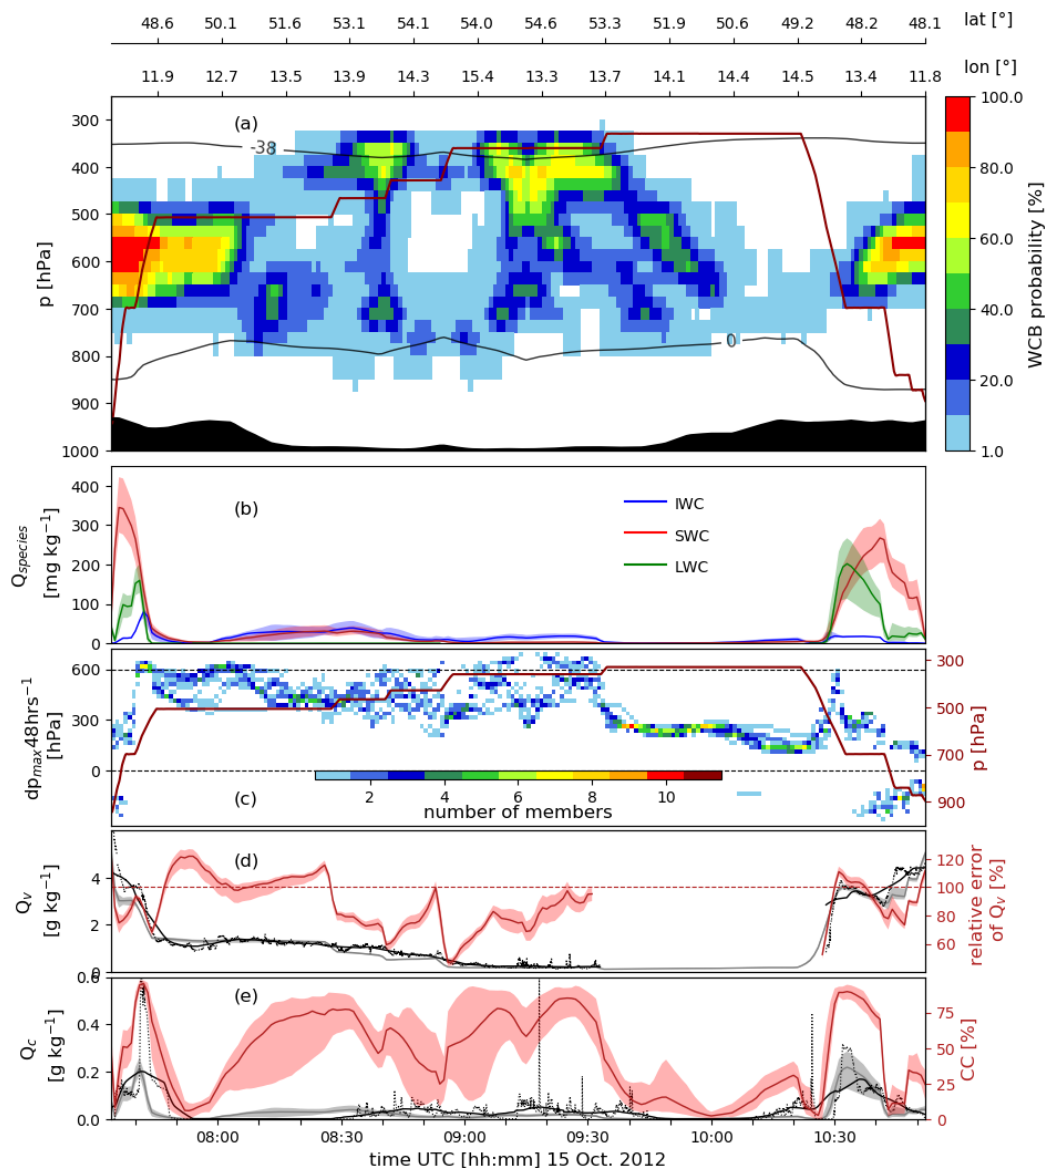 48.6 50.1 51.6 53.1 54.1 54.0 54.6 53.3 51.9 50.6 49.2 48.2 48.1 lat [°]
11.9 12.7 13.5 13.9 14.3 15.4 13.3 13.7 14.1 14.4 14.5 13.4 11.8 lon [°]
(a)
300
400
500
600
700
800
900
1000
p [hPa]
-38
0
100.0
80.0
60.0
40.0
20.0
1.0
WCB probability [%]
(b)
400
300
200
100
0
Qspecies
[mg kg−1]
IWC
SWC
LWC
600
300
0
dpmax48hrs−1
[hPa]
(c)
2 4 6 8 10
number of members
300
500
700
900
p [hPa]
(d)
4
2
0
Qv
[g kg−1]
120
100
80
60
relative error
of Qv [%]
(e)
0.6
0.4
0.2
0.0
Qc
[g kg−1]
75
50
25
0
CC [%]
08:00 08:30 09:00 09:30 10:00 10:30
time UTC [hh:mm] 15 Oct. 2012